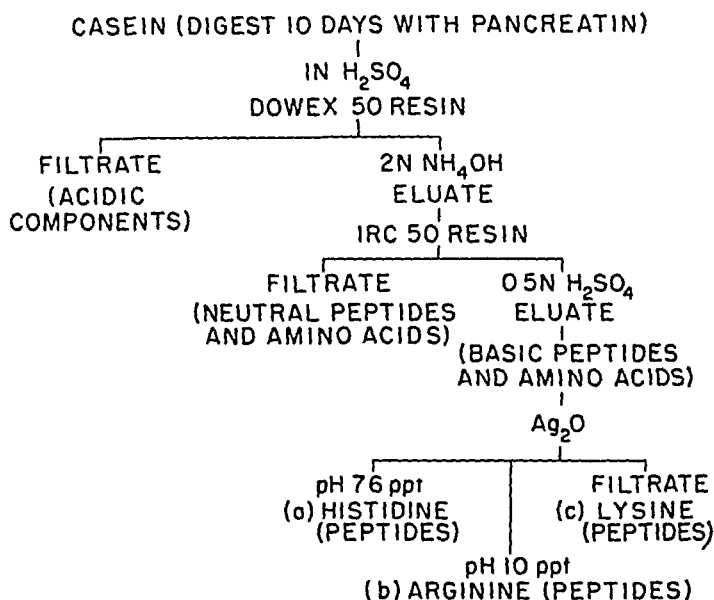 CASEIN (DIGEST 10 DAYS WITH PANCREATIN)
IN H₂SO₄
DOWEX 50 RESIN
FILTRATE
(ACIDIC
COMPONENTS)
2N NH₄OH
ELUATE
IRC 50 RESIN
FILTRATE
(NEUTRAL PEPTIDES
AND AMINO ACIDS)
0 5N H₂SO₄
ELUATE
(BASIC PEPTIDES
AND AMINO ACIDS)
Ag₂O
pH 76 ppt
(a) HISTIDINE
(PEPTIDES)
FILTRATE
(c) LYSINE
(PEPTIDES)
pH 10 ppt
(b) ARGININE (PEPTIDES)